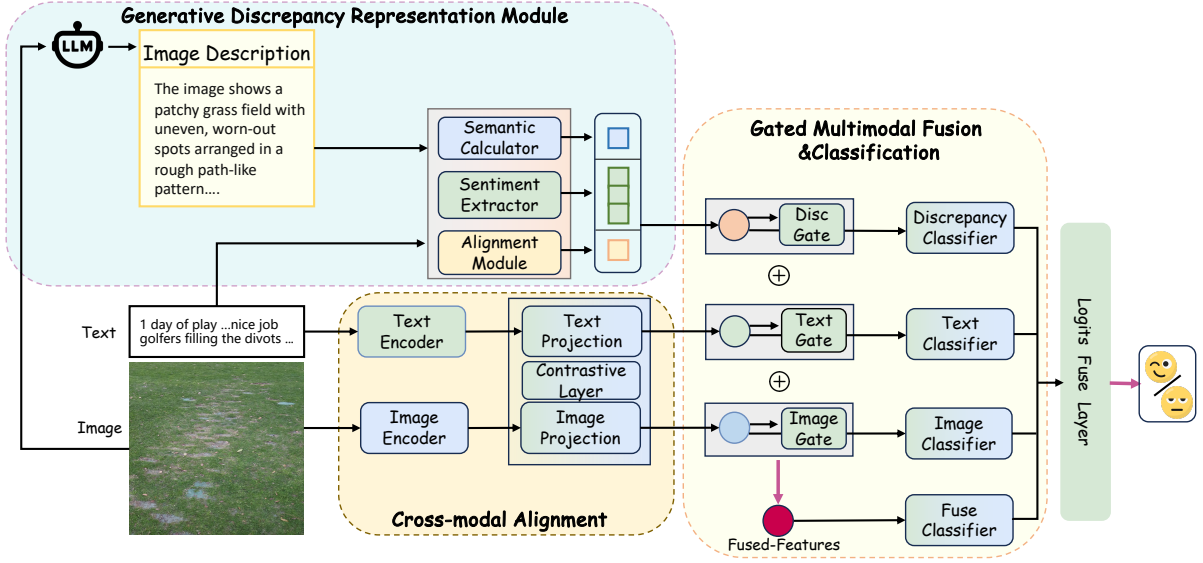 Generative Discrepancy Representation Module
LLM
Image Description
The image shows a
patchy grass field with
uneven, worn-out
spots arranged in a
rough path-like
pattern....
Semantic
Calculator
Sentiment
Extractor
Alignment
Module
Text
1 day of play ...nice job
golfers filling the divots ...
Image
Text
Encoder
Image
Encoder
Text
Projection
Contrastive
Layer
Image
Projection
Cross-modal Alignment
Gated Multimodal Fusion
&Classification
Disc
Gate
Discrepancy
Classifier
Text
Gate
Text
Classifier
Image
Gate
Image
Classifier
Fused-Features
Fuse
Classifier
Logits Fuse Layer